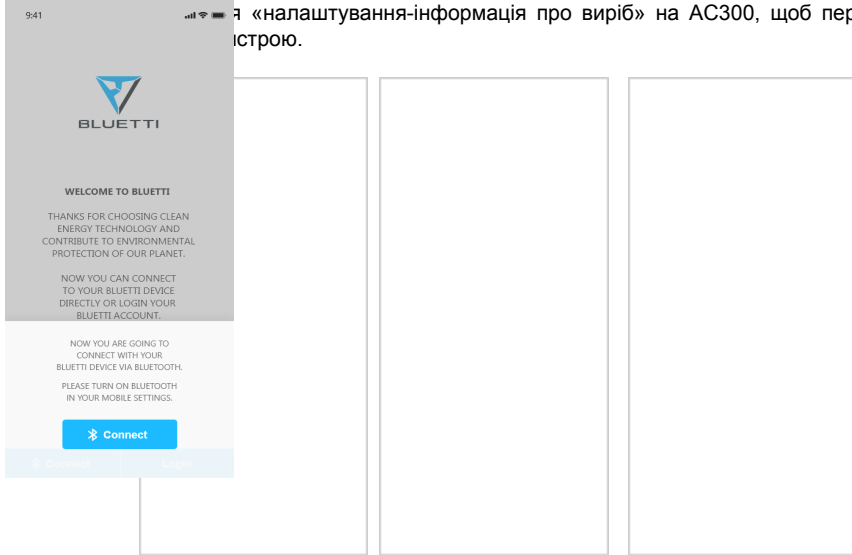 я «налаштування-інформація про виріб» на AC300, щоб
9:41
BLUETTI
WELCOME TO BLUETTI
THANKS FOR CHOOSING CLEAN
ENERGY TECHNOLOGY AND
CONTRIBUTE TO ENVIRONMENTAL
PROTECTION OF OUR PLANET.
NOW YOU CAN CONNECT
TO YOUR BLUETTI DEVICE
DIRECTLY OR LOGIN YOUR
BLUETTI ACCOUNT.
NOW YOU ARE GOING TO
CONNECT WITH YOUR
BLUETTI DEVICE VIA BLUETOOTH.
PLEASE TURN ON BLUETOOTH
IN YOUR MOBILE SETTINGS.
Connect
Connect Login